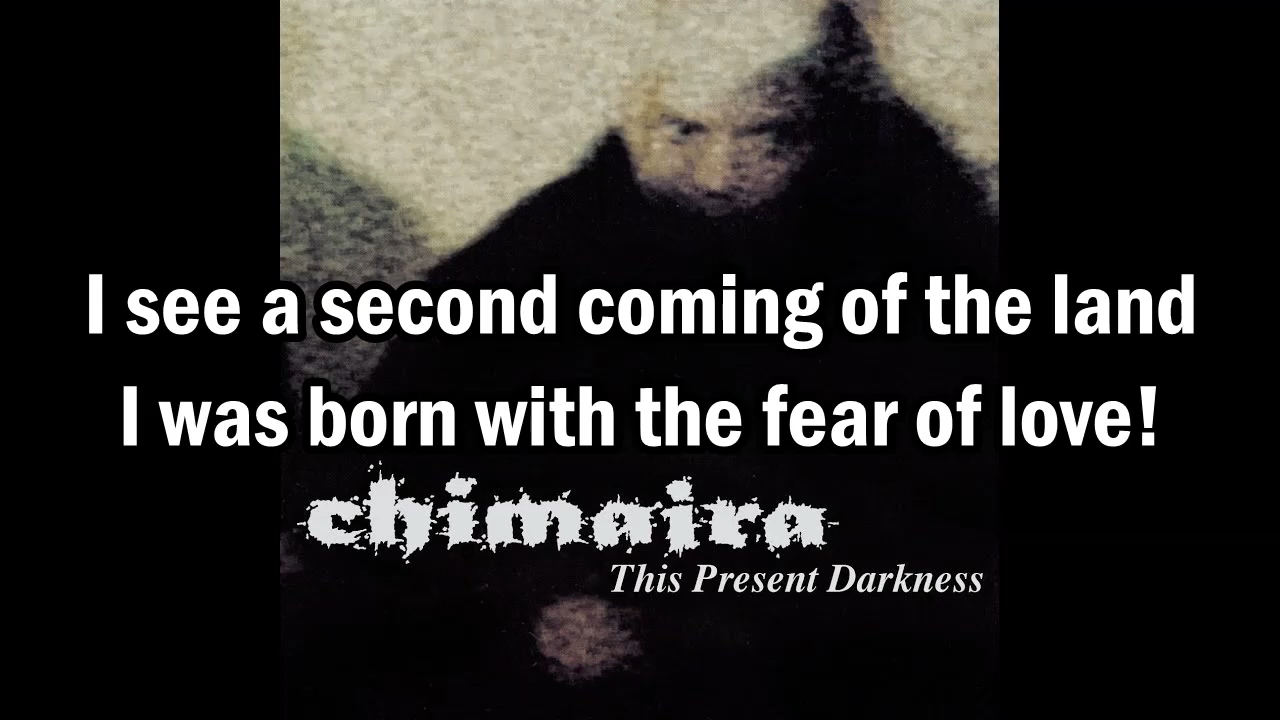 I see a second coming of the land
I was born with the fear of love!
chimaira
This Present Darkness